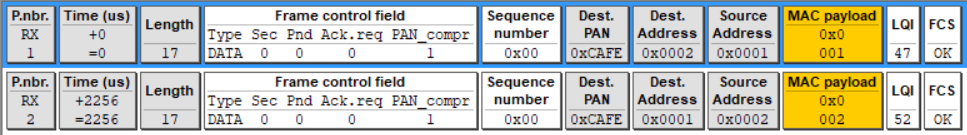 P.nbr. Time (us) Length Frame control field Sequence number Dest. PAN Dest. Address Source Address MAC payload LQI FCS
RX +0 Type Sec Pnd Ack.req PAN_compr 0x0
1 =0 17 DATA 0 0 0 1 0x00 0xCAFE 0x0002 0x0001 001 47 OK
P.nbr. Time (us) Length Frame control field Sequence number Dest. PAN Dest. Address Source Address MAC payload LQI FCS
RX +2256 Type Sec Pnd Ack.req PAN_compr 0x0
2 =2256 17 DATA 0 0 0 1 0x00 0xCAFE 0x0001 0x0002 002 52 OK